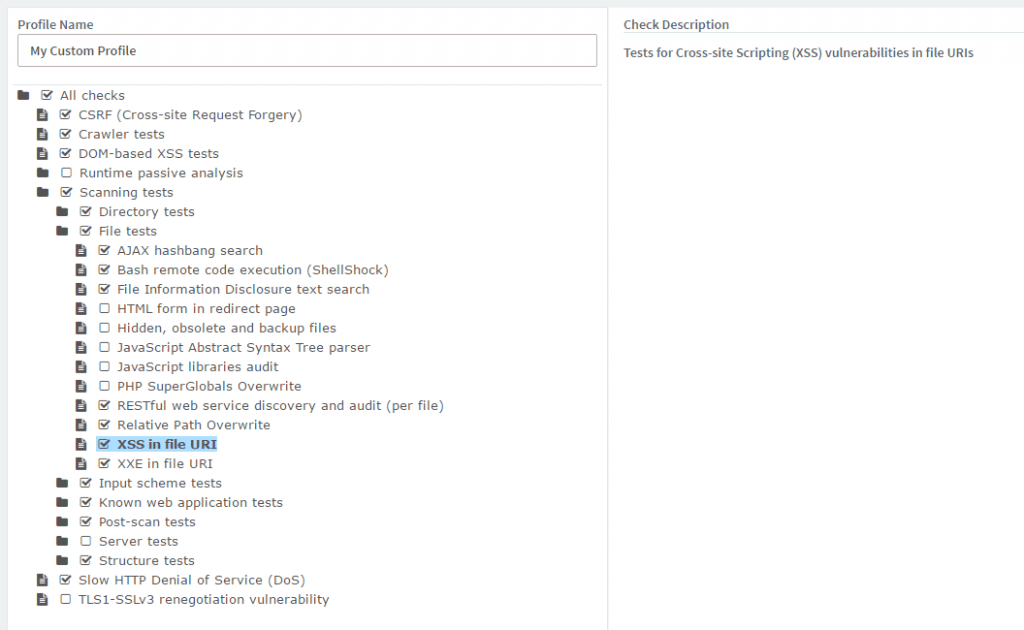 Profile Name
My Custom Profile
All checks
CSRF (Cross-site Request Forgery)
Crawler tests
DOM-based XSS tests
Runtime passive analysis
Scanning tests
Directory tests
File tests
AJAX hashbang search
Bash remote code execution (ShellShock)
File Information Disclosure text search
HTML form in redirect page
Hidden, obsolete and backup files
JavaScript Abstract Syntax Tree parser
JavaScript libraries audit
PHP SuperGlobals Overwrite
RESTful web service discovery and audit (per file)
Relative Path Overwrite
XSS in file URI
XXE in file URI
Input scheme tests
Known web application tests
Post-scan tests
Server tests
Structure tests
Slow HTTP Denial of Service (DoS)
TLS1-SSLv3 renegotiation vulnerability
Check Description
Tests for Cross-site Scripting (XSS) vulnerabilities in file URIs